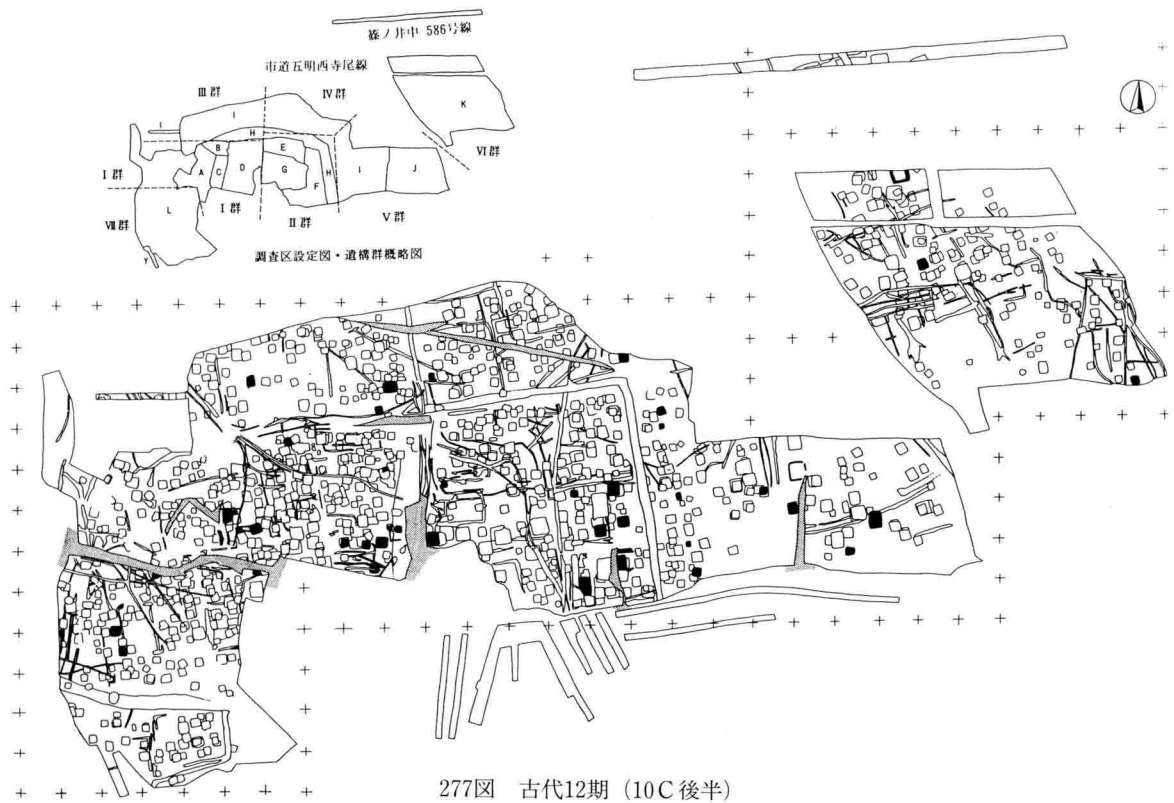 篠ノ井中 586号線
市道五明西寺尾線
III群
IV群
I
K
H
B
E
I群
A
C
D
G
F
H
I
J
VI群
L
I群
II群
V群
VII群
Y
調査区設定図・遺構群概略図
277図 古代12期（10C後半）